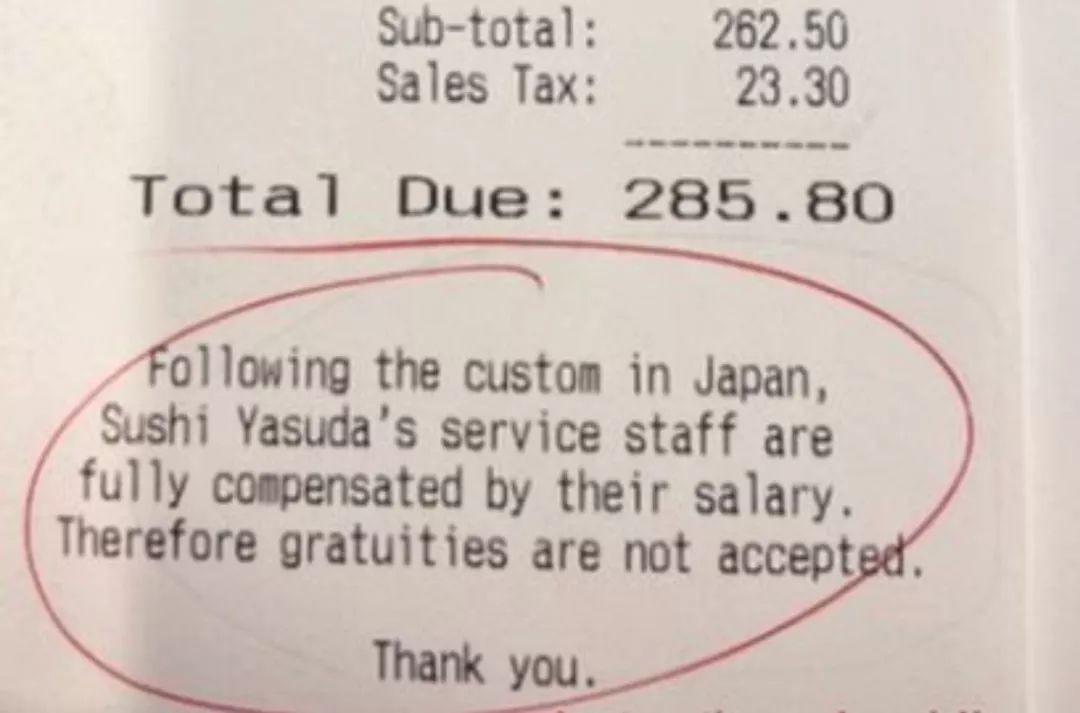 Sub-total: 262.50
Sales Tax: 23.30
----------
Total Due: 285.80
Following the custom in Japan,
Sushi Yasuda's service staff are
fully compensated by their salary.
Therefore gratuities are not accepted.
Thank you.